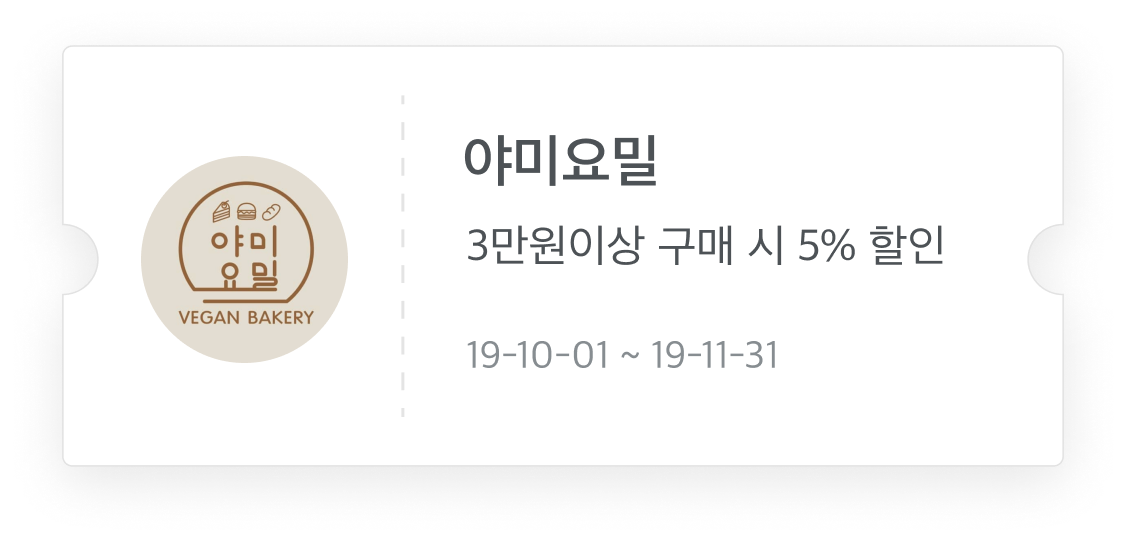 야미
요밀
VEGAN BAKERY
야미요밀
3만원이상 구매 시 5% 할인
19-10-01 ~ 19-11-31